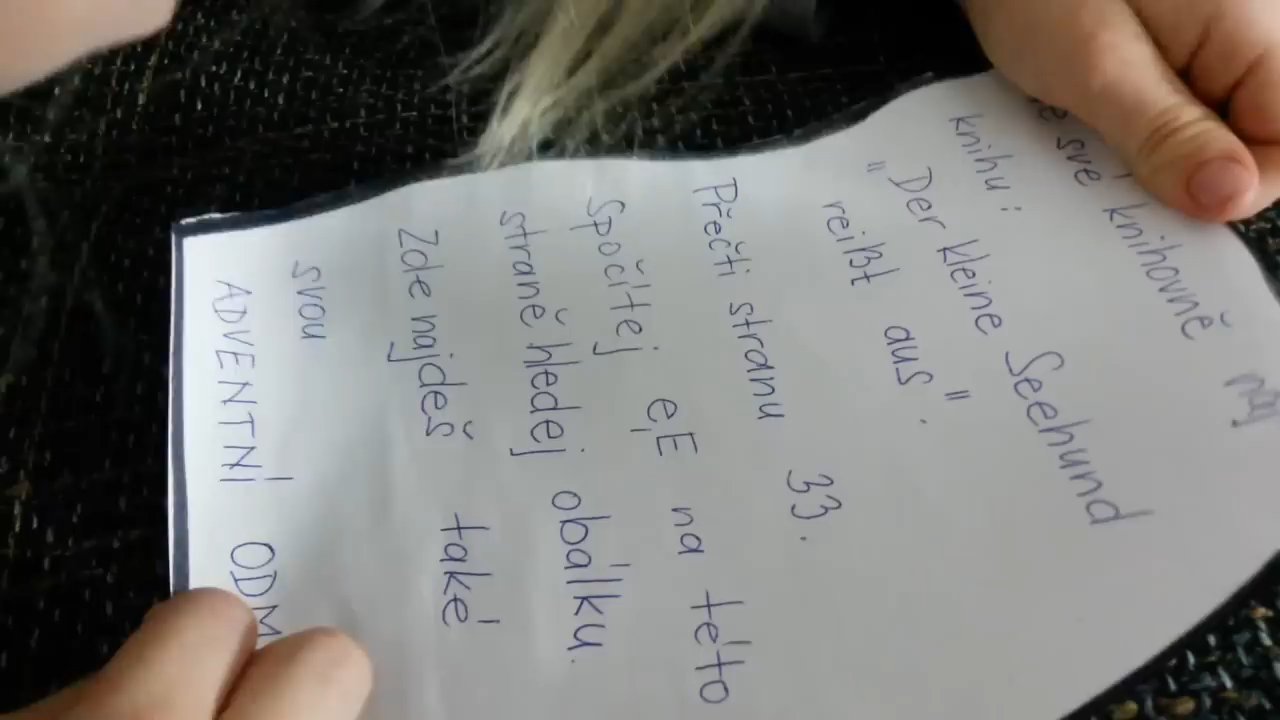 ve své knihovně
knihu:
"Der kleine Seehund
reißt aus".
Přečti stranu 33.
Spočítej e,E na této
straně hledej obálku.
Zde najdeš také
svou
ADVENTNÍ